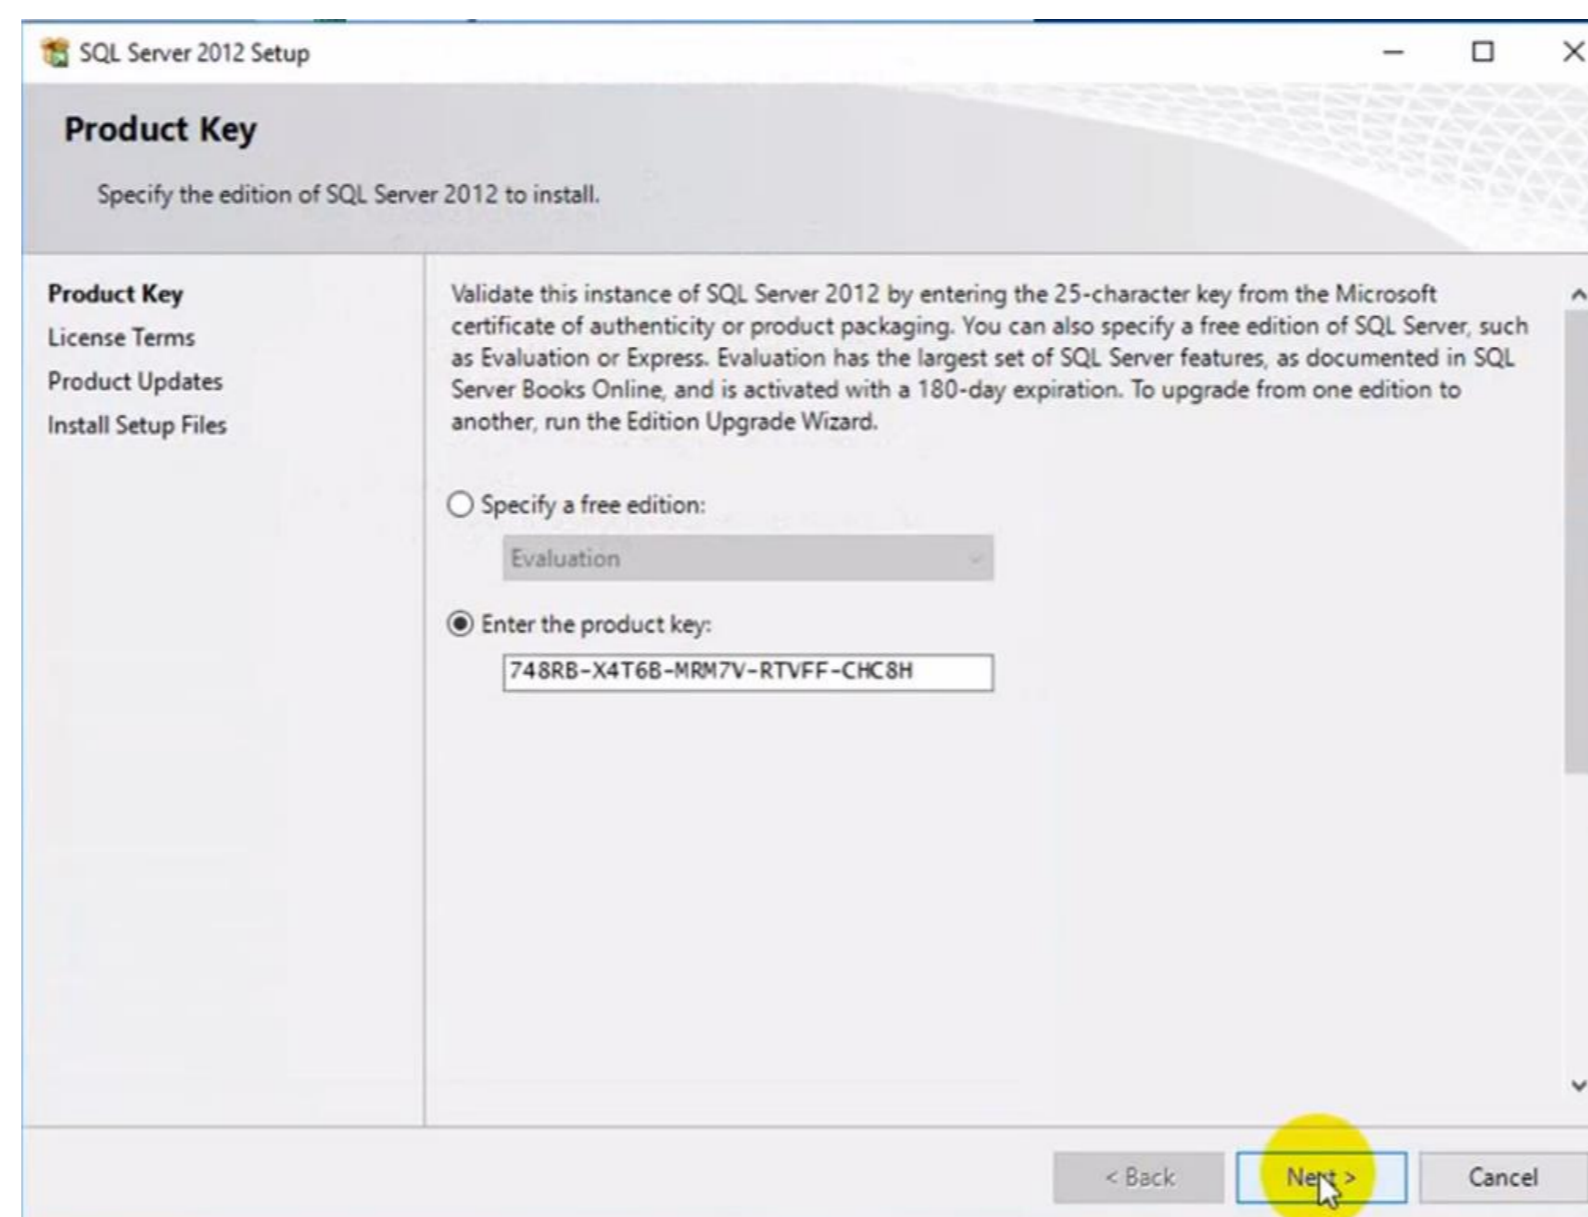 SQL Server 2012 Setup
Product Key
Specify the edition of SQL Server 2012 to install.
Product Key
License Terms
Product Updates
Install Setup Files
Validate this instance of SQL Server 2012 by entering the 25-character key from the Microsoft
certificate of authenticity or product packaging. You can also specify a free edition of SQL Server, such
as Evaluation or Express. Evaluation has the largest set of SQL Server features, as documented in SQL
Server Books Online, and is activated with a 180-day expiration. To upgrade from one edition to
another, run the Edition Upgrade Wizard.
Specify a free edition:
Evaluation
Enter the product key:
748RB-X4T6B-MRM7V-RTVFF-CHC8H
< Back
Next >
Cancel